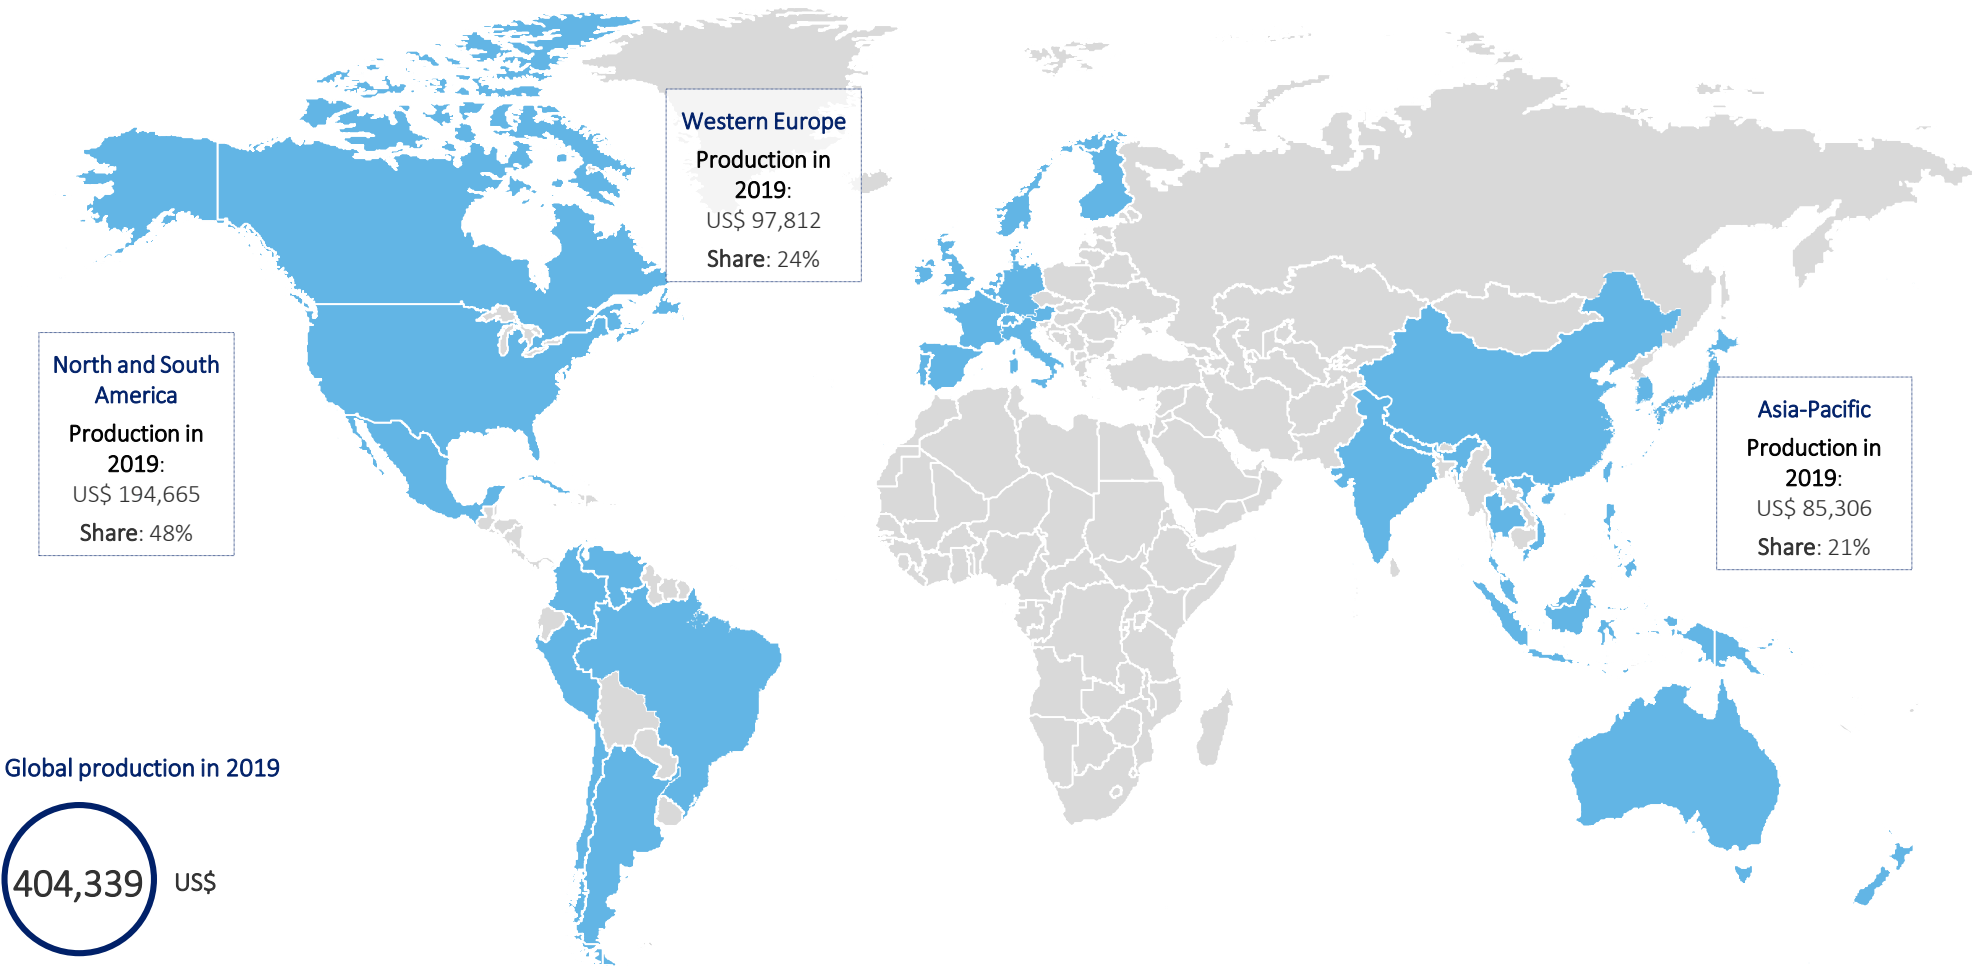 Western Europe
Production in
2019:
US$ 97,812
Share: 24%
North and South
America
Production in
2019:
US$ 194,665
Share: 48%
Asia-Pacific
Production in
2019:
US$ 85,306
Share: 21%
Global production in 2019
404,339 US$